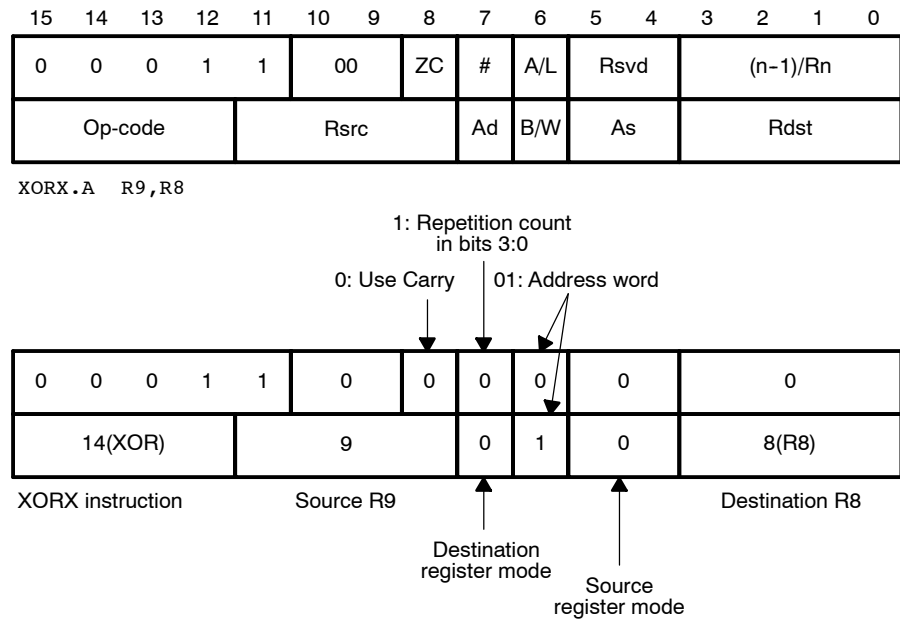 15 14 13 12 11 10 9 8 7 6 5 4 3 2 1 0
0 0 0 1 1 00 ZC # A/L Rsvd (n-1)/Rn
Op-code Rsrc Ad B/W As Rdst
XORX.A R9,R8
1: Repetition count
in bits 3:0
0: Use Carry 01: Address word
0 0 0 1 1 0 0 0 0 0 0
14(XOR) 9 0 1 0 8(R8)
XORX instruction Source R9 Destination R8
Destination
register mode
Source
register mode